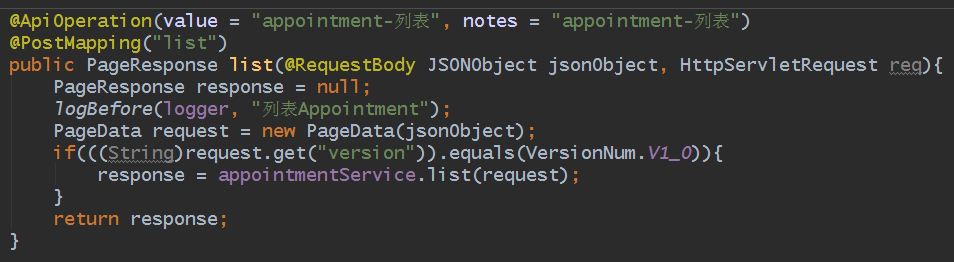 @ApiOperation(value = "appointment-列表", notes = "appointment-列表")
@PostMapping("list")
public PageResponse list(@RequestBody JSONObject jsonObject, HttpServletRequest req){
    PageResponse response = null;
    logBefore(logger, "列表Appointment");
    PageData request = new PageData(jsonObject);
    if(((String)request.get("version")).equals(VersionNum.V1_0)){
        response = appointmentService.list(request);
    }
    return response;
}